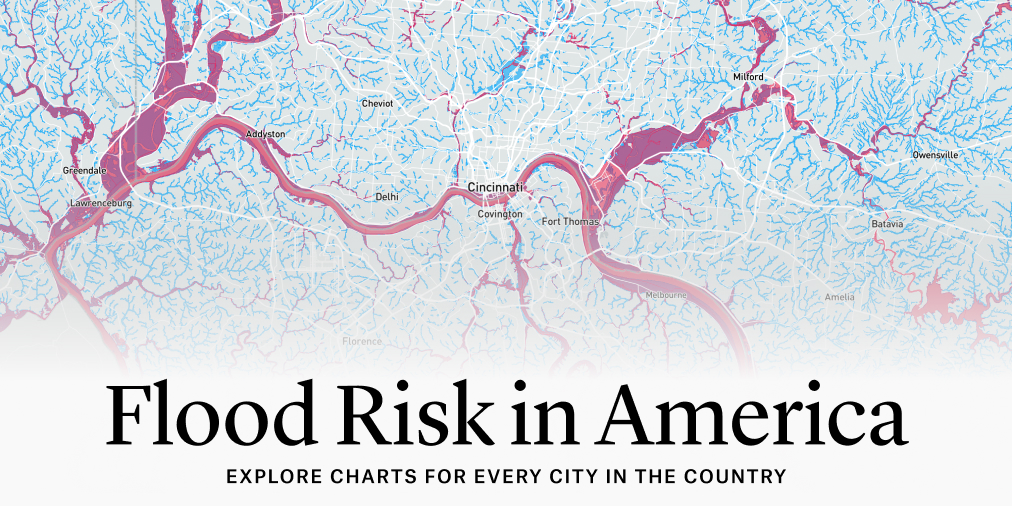 Milford
Cheviot
Addyston
Owensville
Greendale
Cincinnati
Delhi
Lawrenceburg
Covington
Fort Thomas
Batavia
Melbourne
Amelia
Florence
Flood Risk in America
EXPLORE CHARTS FOR EVERY CITY IN THE COUNTRY